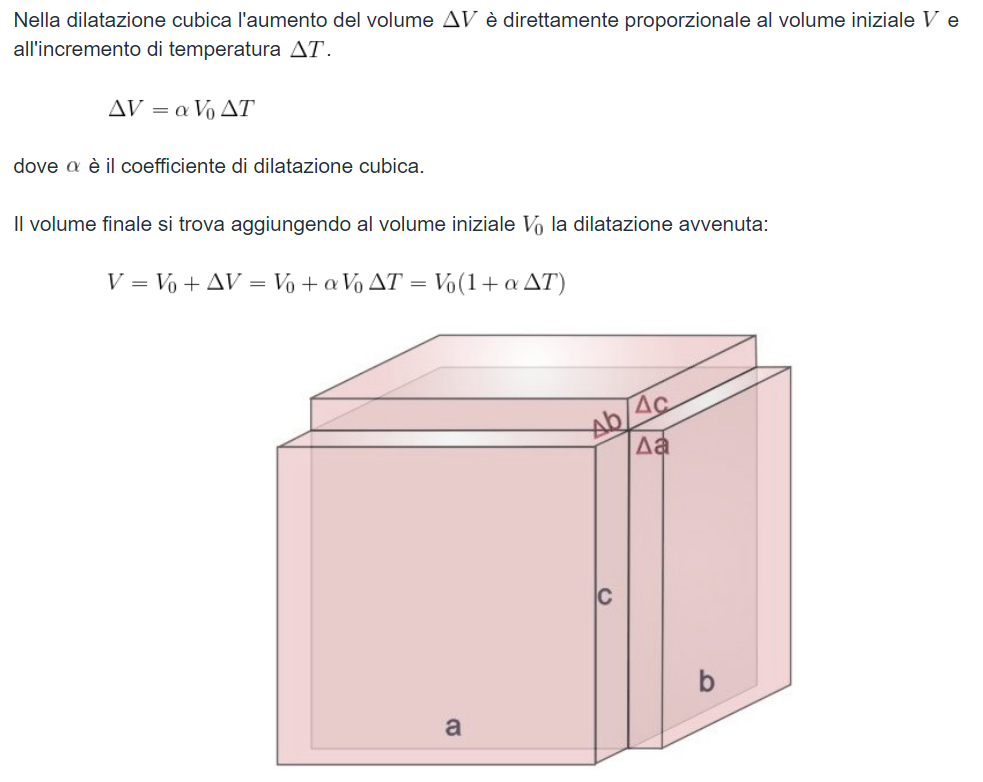 Nella dilatazione cubica l'aumento del volume ΔV è direttamente proporzionale al volume iniziale V e
all'incremento di temperatura ΔT.
ΔV = α V₀ ΔT
dove α è il coefficiente di dilatazione cubica.
Il volume finale si trova aggiungendo al volume iniziale V₀ la dilatazione avvenuta:
V = V₀ + ΔV = V₀ + α V₀ ΔT = V₀(1 + α ΔT)
Δc
Δb
Δa
c
b
a